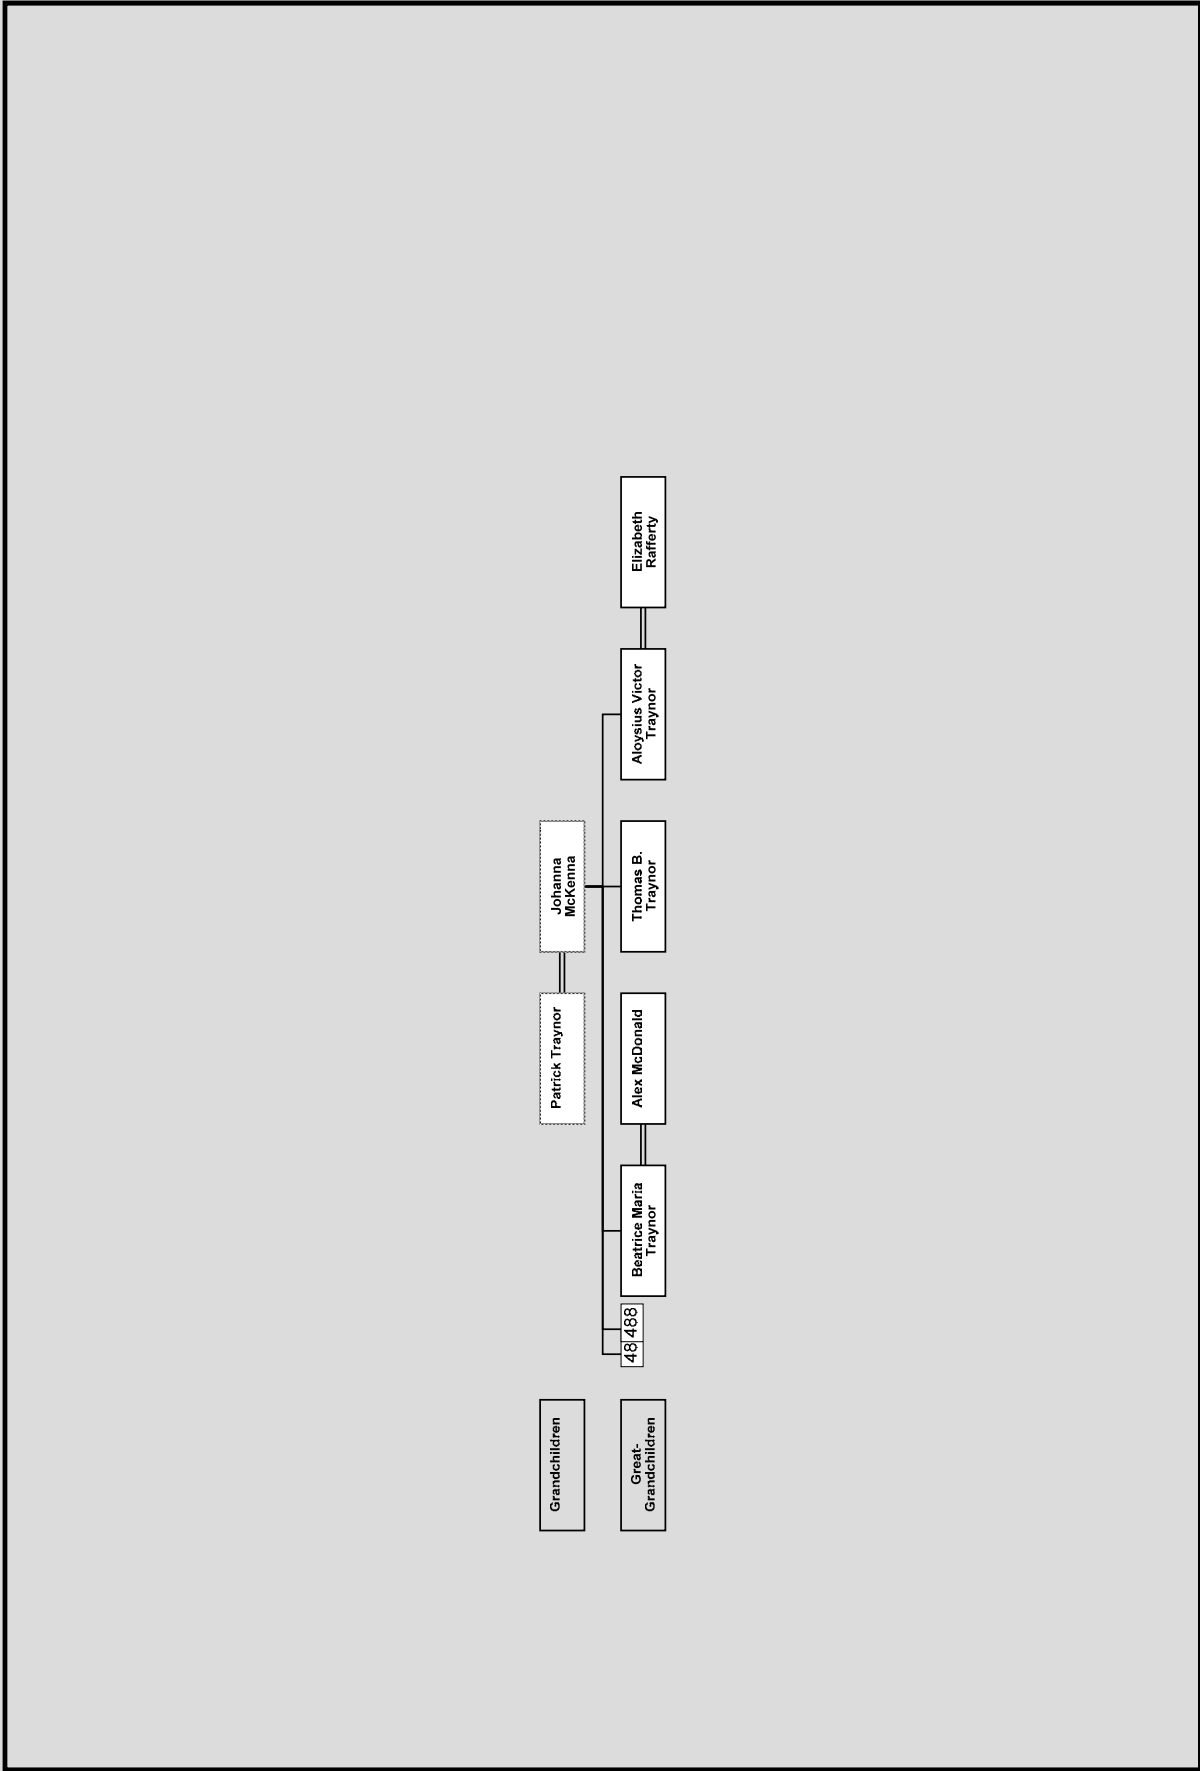 Grandchildren
Patrick Traynor
Johanna
McKenna
Great-
Grandchildren
48
488
Beatrice Maria
Traynor
Alex McDonald
Thomas B.
Traynor
Aloysius Victor
Traynor
Elizabeth
Rafferty